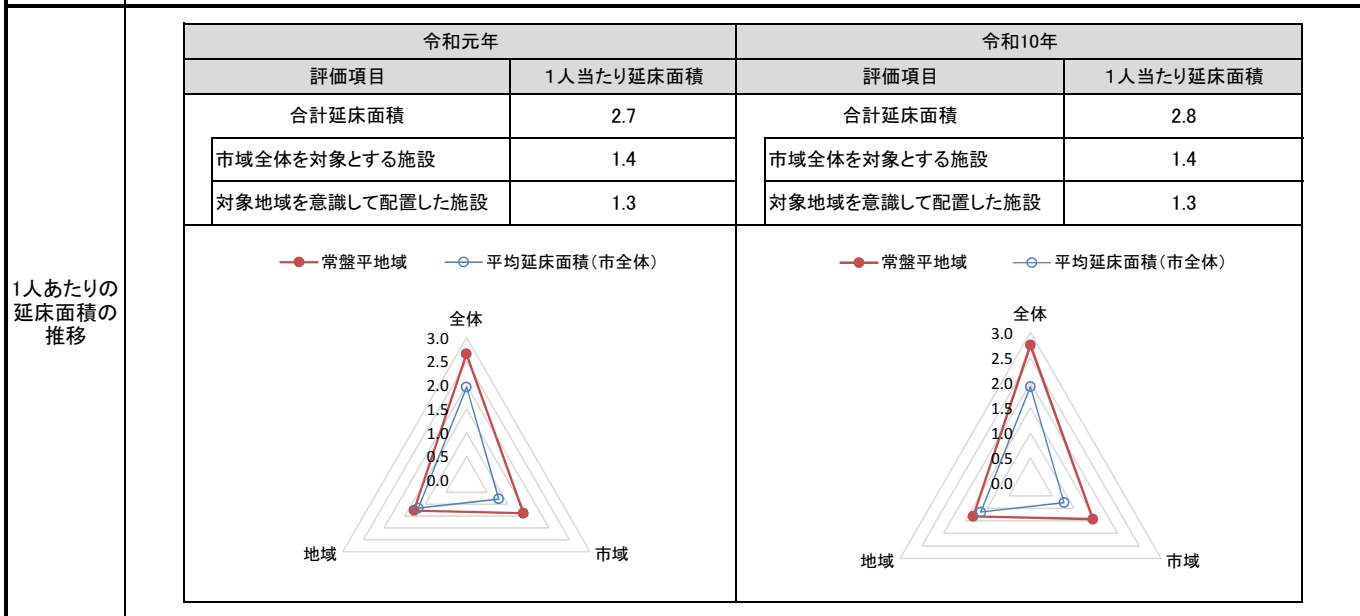 令和元年
令和10年
評価項目
1人当たり延床面積
評価項目
1人当たり延床面積
合計延床面積
2.7
合計延床面積
2.8
市域全体を対象とする施設
1.4
市域全体を対象とする施設
1.4
対象地域を意識して配置した施設
1.3
対象地域を意識して配置した施設
1.3
1人あたりの
延床面積の
推移
常盤平地域
平均延床面積(市全体)
全体
3.0
2.5
2.0
1.5
1.0
0.5
0.0
地域
市域
常盤平地域
平均延床面積(市全体)
全体
3.0
2.5
2.0
1.5
1.0
0.5
0.0
地域
市域